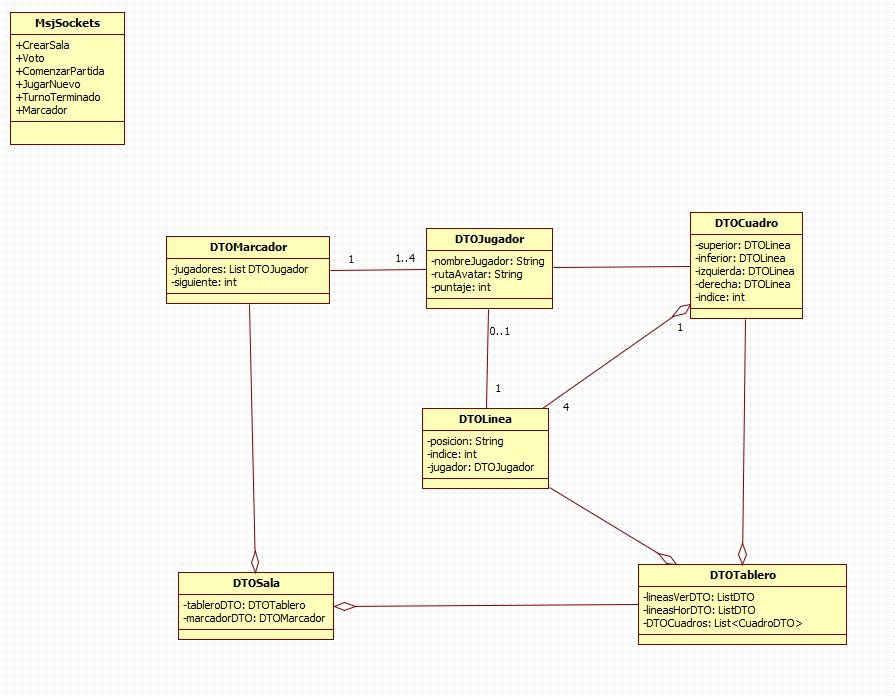 MsjSockets
+CrearSala
+Voto
+ComenzarPartida
+JugarNuevo
+TurnoTerminado
+Marcador
DTOMarcador
-jugadores: List DTOJugador
-siguiente: int
1
1..4
DTOJugador
-nombreJugador: String
-rutaAvatar: String
-puntaje: int
0..1
1
DTOCuadro
-superior: DTOLinea
-inferior: DTOLinea
-izquierda: DTOLinea
-derecha: DTOLinea
-indice: int
1
4
DTOLinea
-posicion: String
-indice: int
-jugador: DTOJugador
DTOSala
-tableroDTO: DTOTablero
-marcadorDTO: DTOMarcador
DTOTablero
-lineasVerDTO: ListDTO
-lineasHorDTO: ListDTO
-DTOCuadros: List<CuadroDTO>